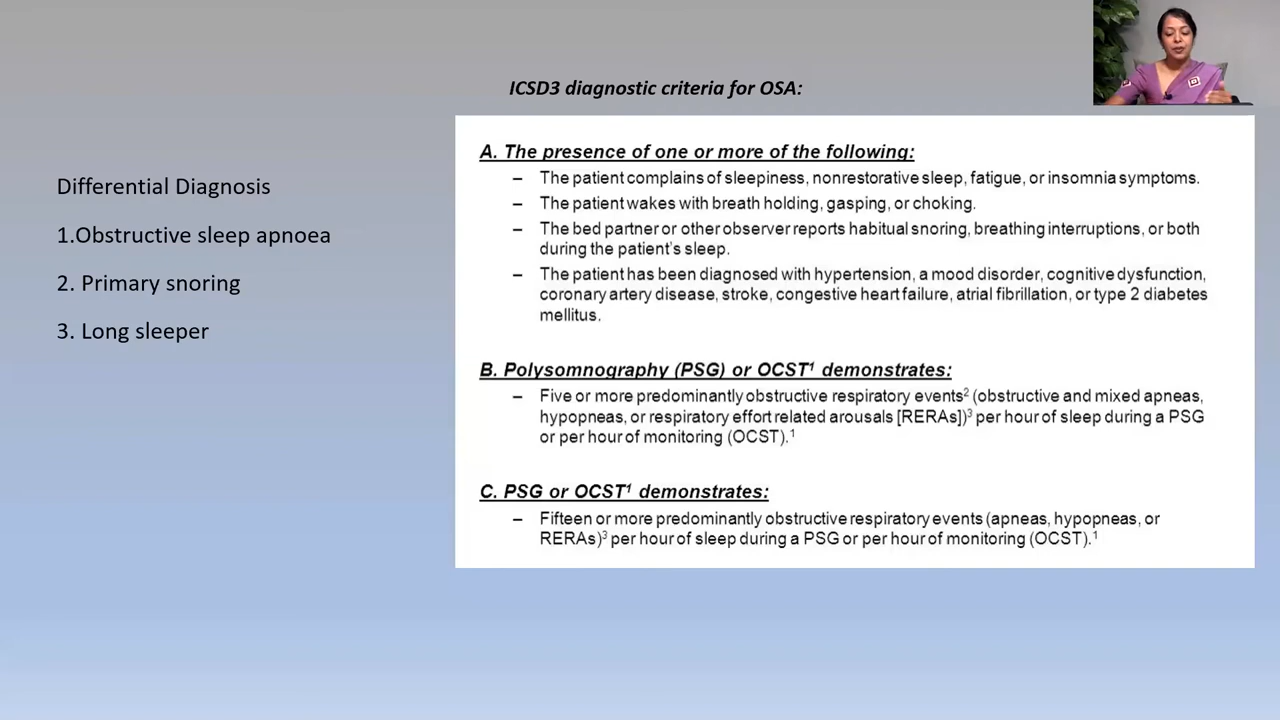 ICSD3 diagnostic criteria for OSA:
Differential Diagnosis
1.Obstructive sleep apnoea
2. Primary snoring
3. Long sleeper
A. The presence of one or more of the following:
– The patient complains of sleepiness, nonrestorative sleep, fatigue, or insomnia symptoms.
– The patient wakes with breath holding, gasping, or choking.
– The bed partner or other observer reports habitual snoring, breathing interruptions, or both
during the patient's sleep.
– The patient has been diagnosed with hypertension, a mood disorder, cognitive dysfunction,
coronary artery disease, stroke, congestive heart failure, atrial fibrillation, or type 2 diabetes
mellitus.
B. Polysomnography (PSG) or OCST¹ demonstrates:
– Five or more predominantly obstructive respiratory events² (obstructive and mixed apneas,
hypopneas, or respiratory effort related arousals [RERAs])³ per hour of sleep during a PSG
or per hour of monitoring (OCST).¹
C. PSG or OCST¹ demonstrates:
– Fifteen or more predominantly obstructive respiratory events (apneas, hypopneas, or
RERAs)³ per hour of sleep during a PSG or per hour of monitoring (OCST).¹